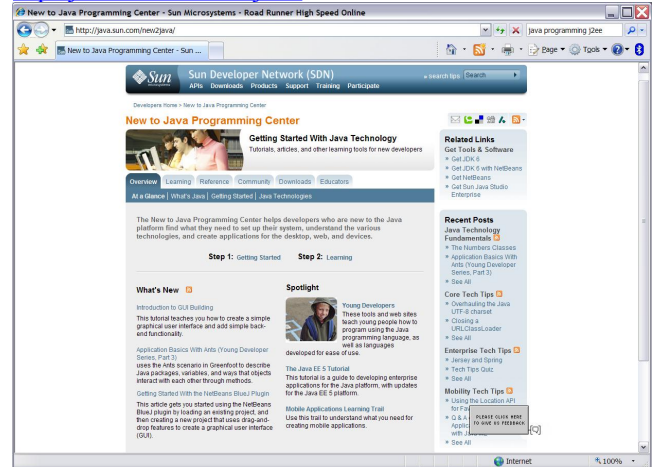 New to Java Programming Center - Sun Microsystems - Road Runner High Speed Online
http://java.sun.com/new2java/
java programming j2ee
New to Java Programming Center - Sun ...
Page
Tools
Sun
Sun Developer Network (SDN)
» search tips
Search
APIs Downloads Products Support Training Participate
Developers Home > New to Java Programming Center
New to Java Programming Center
Getting Started With Java Technology
Tutorials, articles, and other learning tools for new developers
Overview Learning Reference Community Downloads Educators
At a Glance | What's Java | Getting Started | Java Technologies
The New to Java Programming Center helps developers who are new to the Java
platform find what they need to set up their system, understand the various
technologies, and create applications for the desktop, web, and devices.
Step 1: Getting Started Step 2: Learning
What's New
Introduction to GUI Building
This tutorial teaches you how to create a simple
graphical user interface and add simple back-
end functionality.
Application Basics With Ants (Young Developer
Series, Part 3)
uses the Ants scenario in Greenfoot to describe
Java packages, variables, and ways that objects
interact with each other through methods.
Getting Started With the NetBeans BlueJ Plugin
This article gets you started using the NetBeans
BlueJ plugin by loading an existing project, and
then creating a new project that uses drag-and-
drop features to create a graphical user interface
(GUI).
Spotlight
Young Developers
These tools and web sites
teach young people how to
program using the Java
programming language, as
well as languages
developed for ease of use.
The Java EE 5 Tutorial
This tutorial is a guide to developing enterprise
applications for the Java platform, with updates
for the Java EE 5 platform.
Mobile Applications Learning Trail
Use this trail to understand what you need for
creating mobile applications.
Related Links
Get Tools & Software
Get JDK 6
Get JDK 6 with NetBeans
Get NetBeans
Get Sun Java Studio
Enterprise
Recent Posts
Java Technology
Fundamentals
The Numbers Classes
Application Basics With
Ants (Young Developer
Series, Part 3)
See All
Core Tech Tips
Overhauling the Java
UTF-8 charset
Closing a
URLClassLoader
See All
Enterprise Tech Tips
Jersey and Spring
Tech Tips Quiz
See All
Mobility Tech Tips
Using the Location API
for Fav
Q & A
Applic
with J
See All
PLEASE CLICK HERE
TO GIVE US FEEDBACK
Internet
100%